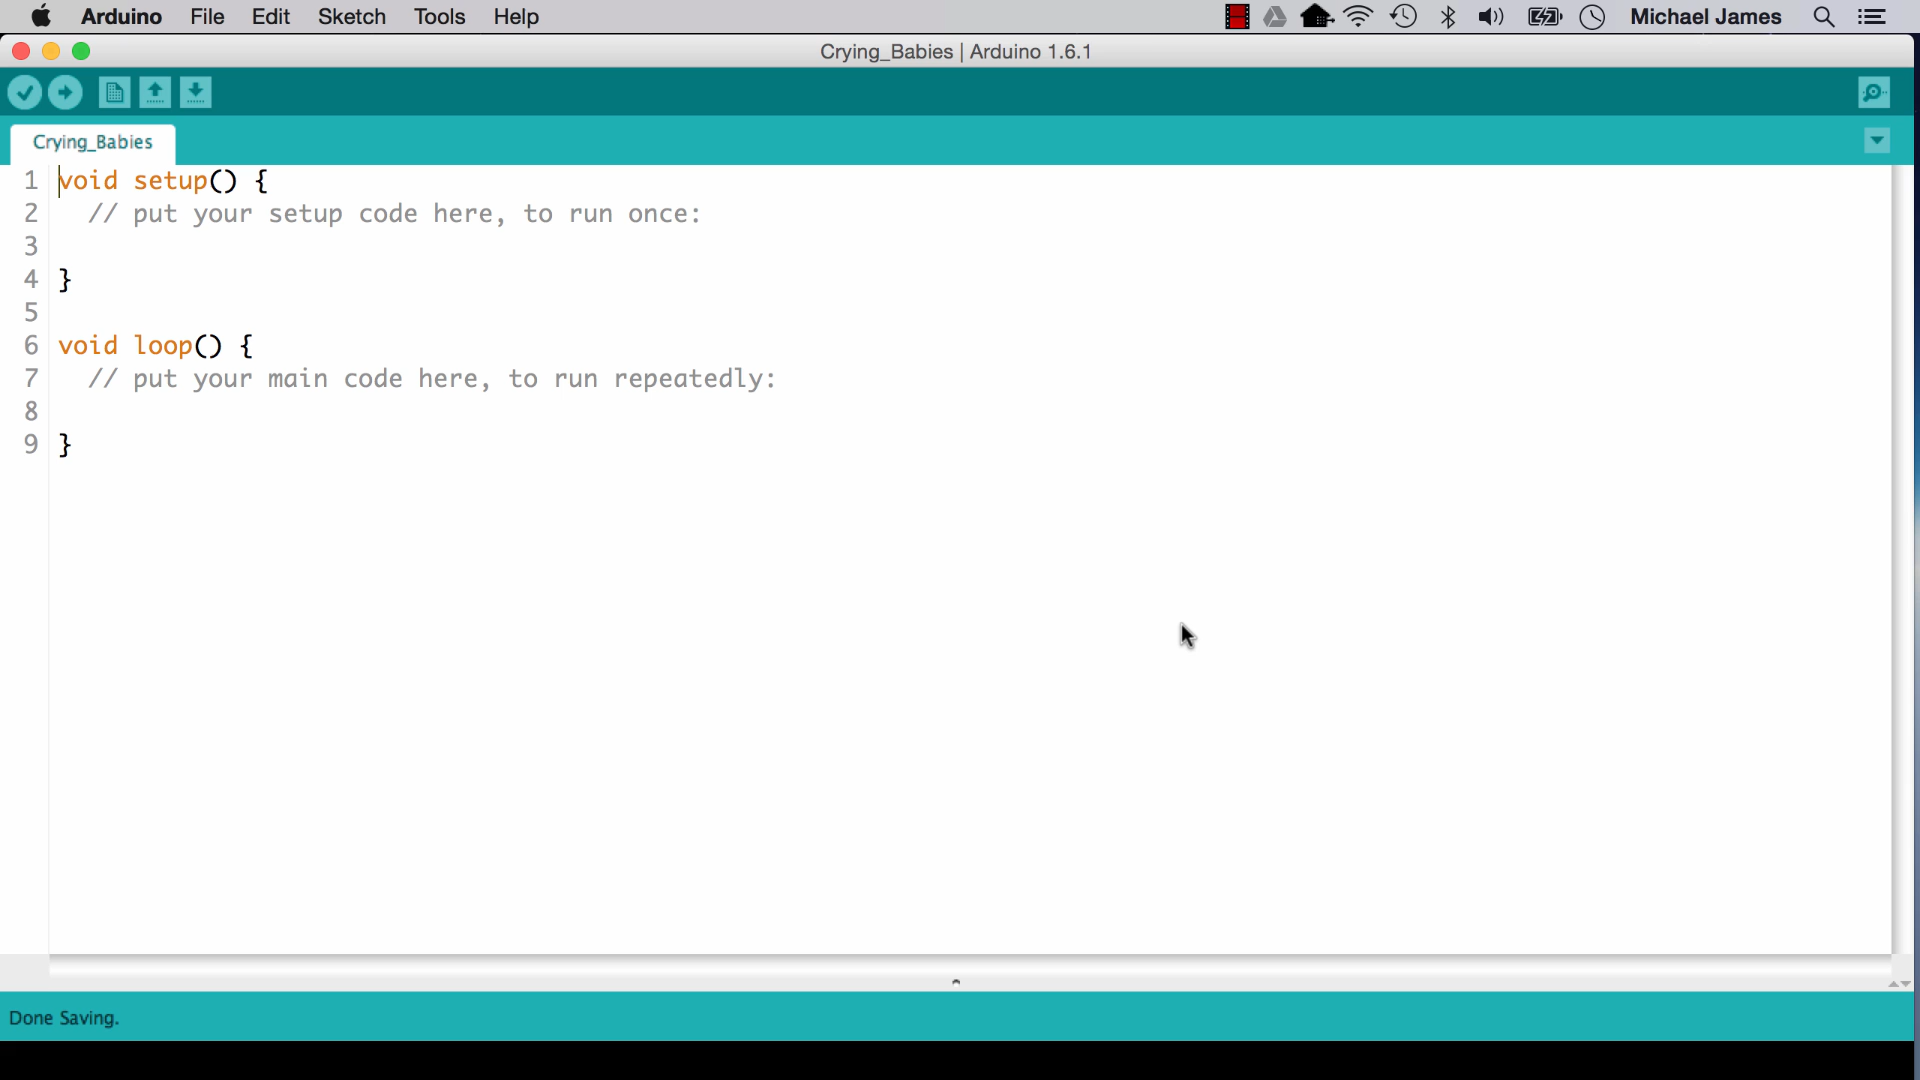 Arduino File Edit Sketch Tools Help Michael James
Crying_Babies | Arduino 1.6.1
Crying_Babies
1 void setup() {
2 // put your setup code here, to run once:
3
4 }
5
6 void loop() {
7 // put your main code here, to run repeatedly:
8
9 }
Done Saving.